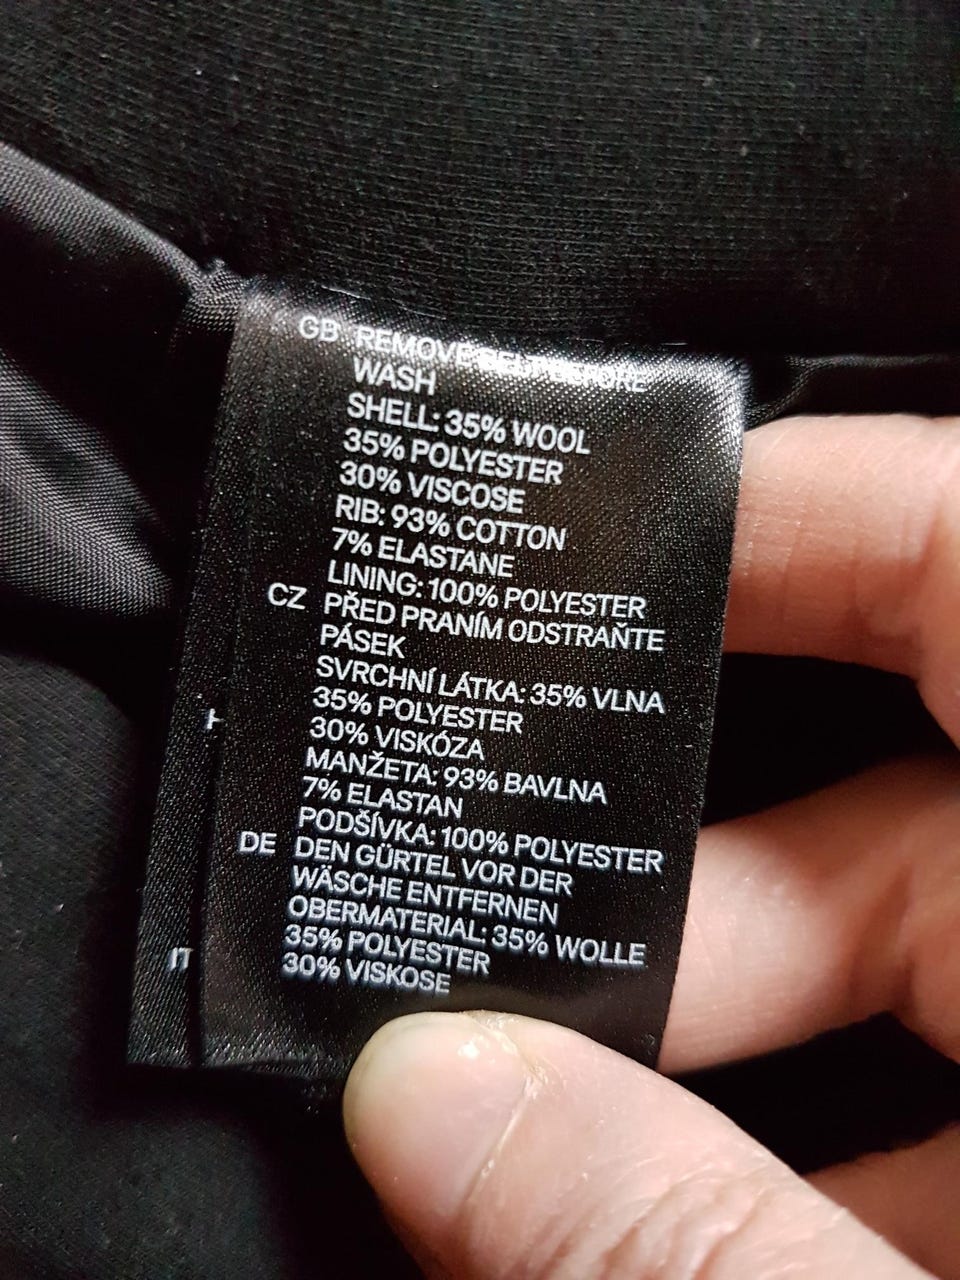 GB REMOVE BELT BEFORE
WASH
SHELL: 35% WOOL
35% POLYESTER
30% VISCOSE
RIB: 93% COTTON
7% ELASTANE
LINING: 100% POLYESTER
CZ PŘED PRANÍM ODSTRAŇTE
PÁSEK
SVRCHNÍ LÁTKA: 35% VLNA
35% POLYESTER
30% VISKÓZA
MANŽETA: 93% BAVLNA
7% ELASTAN
PODŠÍVKA: 100% POLYESTER
DE DEN GÜRTEL VOR DER
WÄSCHE ENTFERNEN
OBERMATERIAL: 35% WOLLE
35% POLYESTER
30% VISKOSE
IT